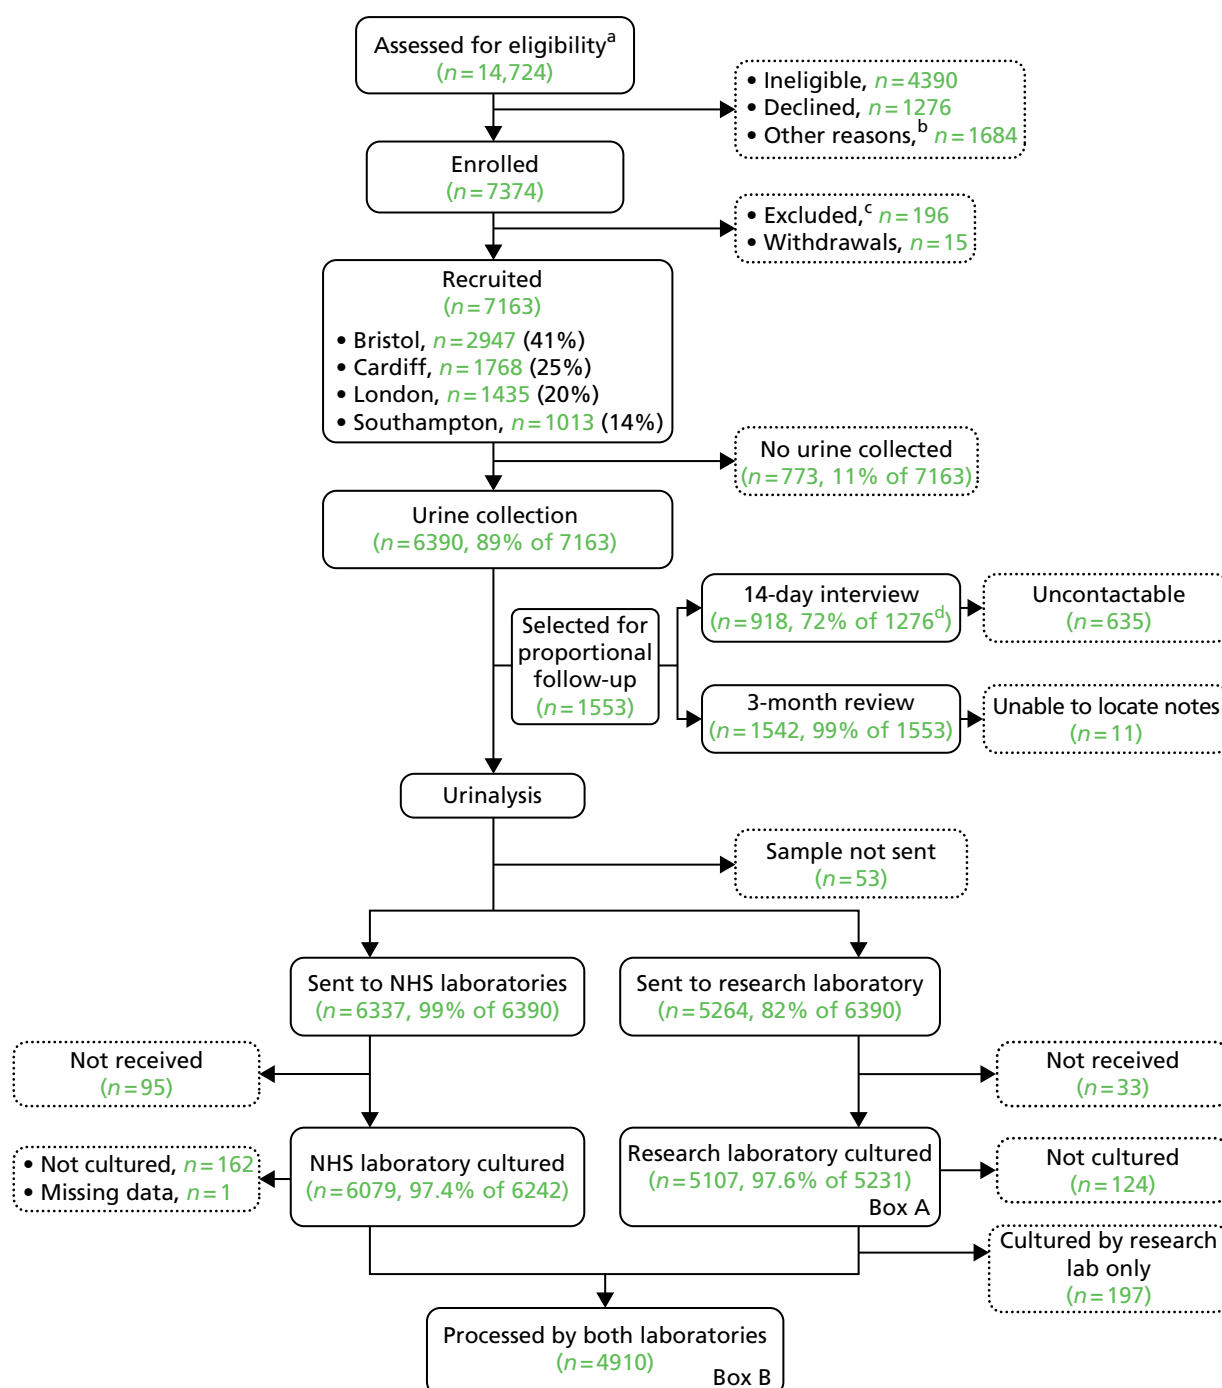 Assessed for eligibilityᵃ
(n=14,724)
• Ineligible, n=4390
• Declined, n=1276
• Other reasons,ᵇ n=1684
Enrolled
(n=7374)
• Excluded,ᶜ n=196
• Withdrawals, n=15
Recruited
(n=7163)
• Bristol, n=2947 (41%)
• Cardiff, n=1768 (25%)
• London, n=1435 (20%)
• Southampton, n=1013 (14%)
No urine collected
(n=773, 11% of 7163)
Urine collection
(n=6390, 89% of 7163)
Selected for
proportional
follow-up
(n=1553)
14-day interview
(n=918, 72% of 1276ᵈ)
Uncontactable
(n=635)
3-month review
(n=1542, 99% of 1553)
Unable to locate notes
(n=11)
Urinalysis
Sample not sent
(n=53)
Sent to NHS laboratories
(n=6337, 99% of 6390)
Sent to research laboratory
(n=5264, 82% of 6390)
Not received
(n=95)
Not received
(n=33)
• Not cultured, n=162
• Missing data, n=1
NHS laboratory cultured
(n=6079, 97.4% of 6242)
Research laboratory cultured
(n=5107, 97.6% of 5231)
Box A
Not cultured
(n=124)
Cultured by research
lab only
(n=197)
Processed by both laboratories
(n=4910)
Box B